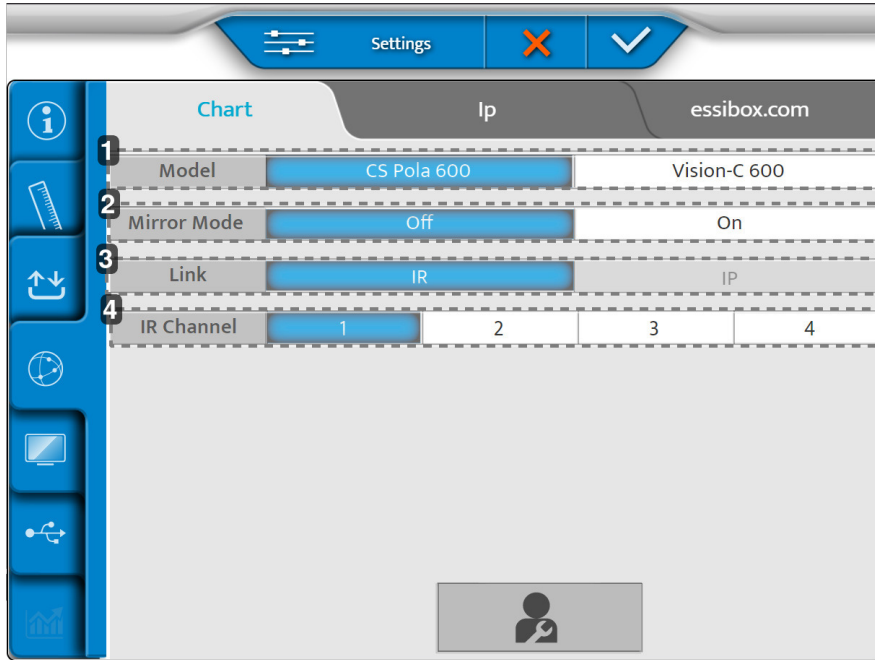 Settings
Chart Ip essibox.com
1
Model CS Pola 600 Vision-C 600
2
Mirror Mode Off On
3
Link IR IP
4
IR Channel 1 2 3 4